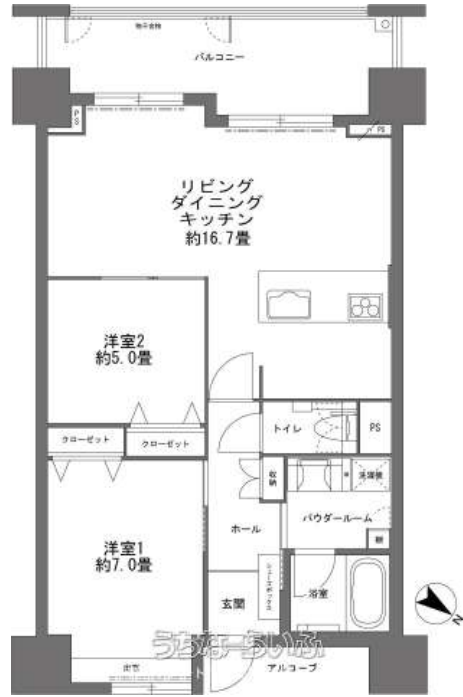 物干金物
バルコニー
PS
PS
リビング
ダイニング
キッチン
約16.7畳
洋室2
約5.0畳
クローゼット
クローゼット
トイレ
PS
収納
洗濯機
パウダールーム
棚
ホール
洋室1
約7.0畳
シューズボックス
浴室
玄関
N
うちなーらいふ
出窓
アルコーブ